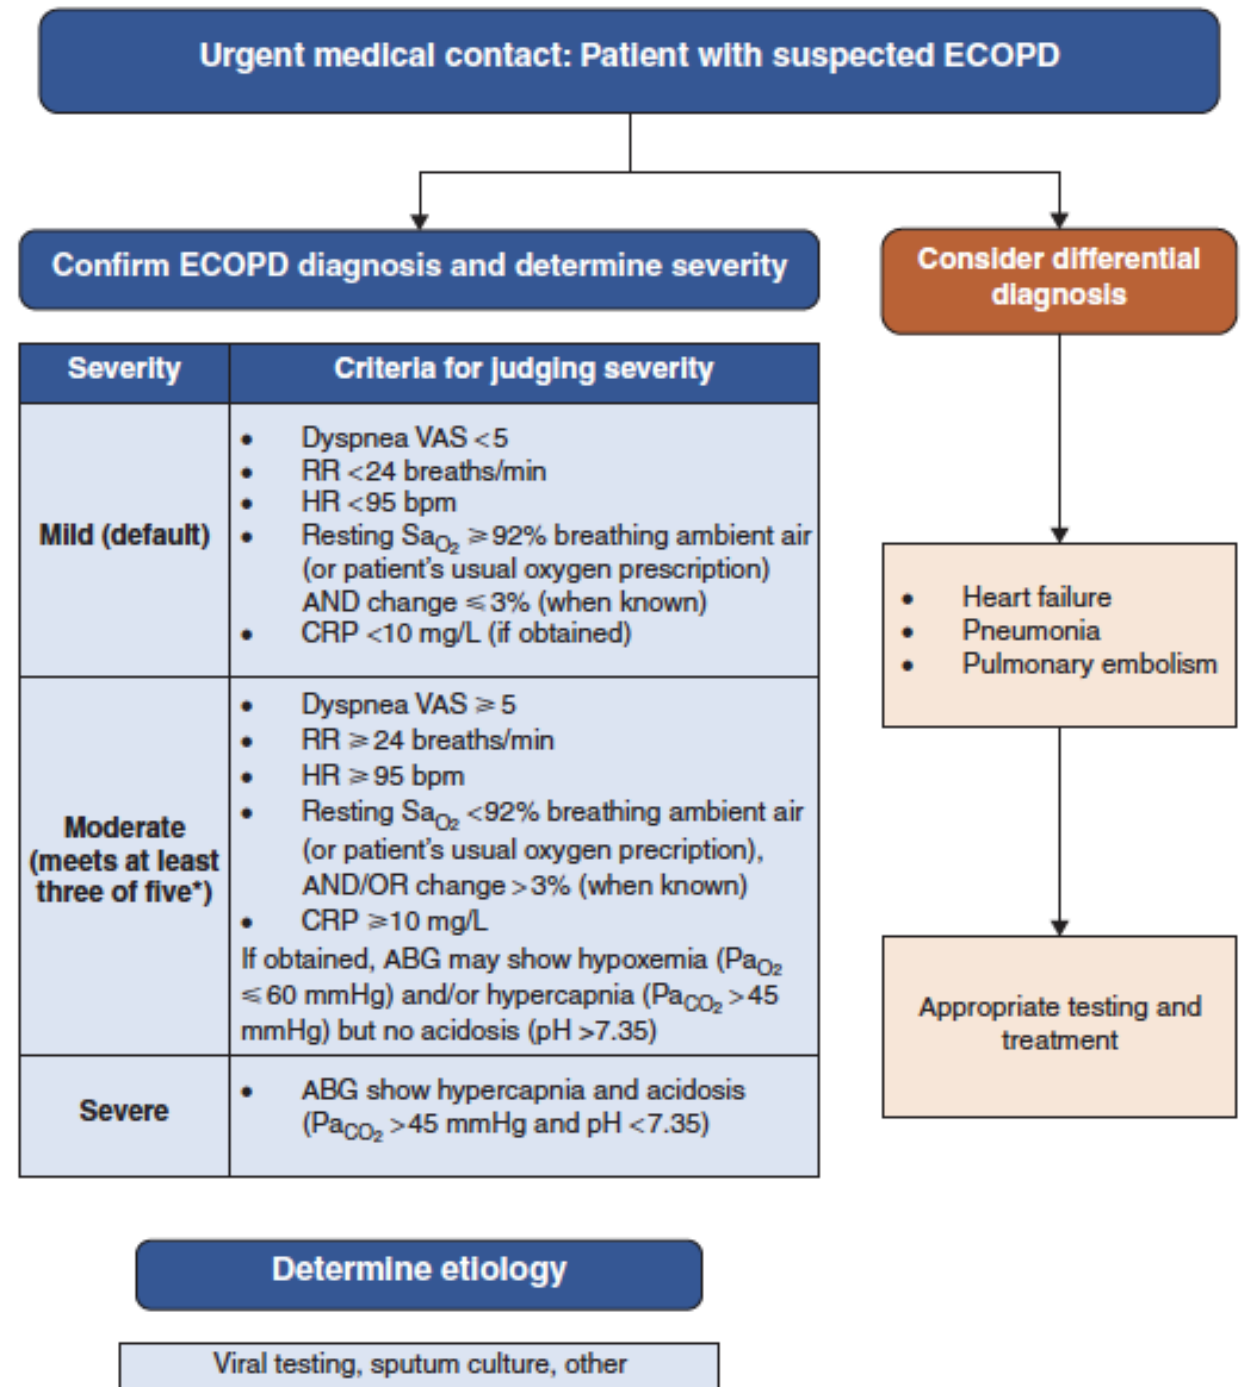 Urgent medical contact: Patient with suspected ECOPD
Confirm ECOPD diagnosis and determine severity
Consider differential
diagnosis
Severity
Criteria for judging severity
Mild (default)
• Dyspnea VAS <5
• RR <24 breaths/min
• HR <95 bpm
• Resting SaO2 ⩾92% breathing ambient air
(or patient's usual oxygen prescription)
AND change ⩽3% (when known)
• CRP <10 mg/L (if obtained)
Moderate
(meets at least
three of five*)
• Dyspnea VAS ⩾ 5
• RR ⩾24 breaths/min
• HR ⩾95 bpm
• Resting SaO2 <92% breathing ambient air
(or patient's usual oxygen precription),
AND/OR change >3% (when known)
• CRP ⩾10 mg/L
If obtained, ABG may show hypoxemia (PaO2
⩽60 mmHg) and/or hypercapnia (PaCO2 >45
mmHg) but no acidosis (pH >7.35)
Severe
• ABG show hypercapnia and acidosis
(PaCO2 >45 mmHg and pH <7.35)
• Heart failure
• Pneumonia
• Pulmonary embolism
Appropriate testing and
treatment
Determine etiology
Viral testing, sputum culture, other